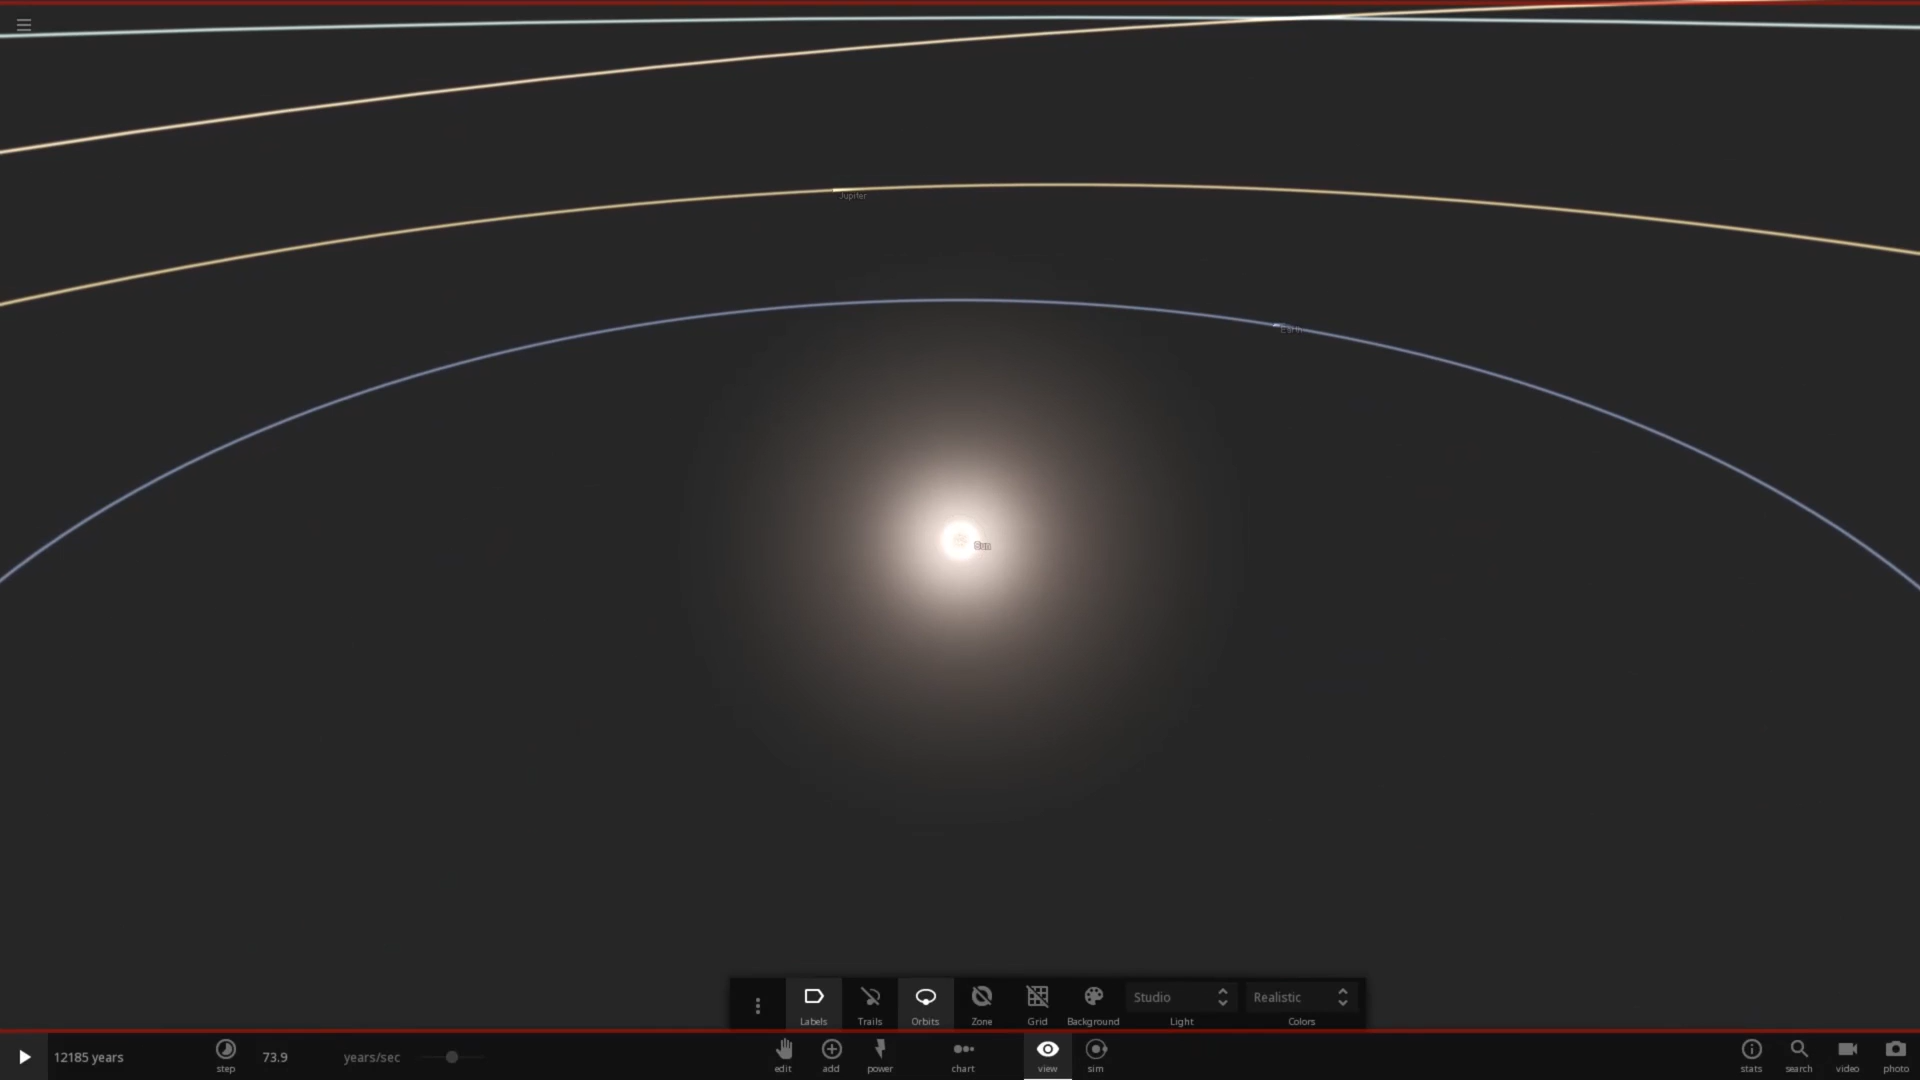 Jupiter
Earth
Sun
Studio
Realistic
Labels
Trails
Orbits
Zone
Grid
Background
Light
Colors
12185 years
step
73.9
years/sec
edit
add
power
chart
view
sim
stats
search
video
photo